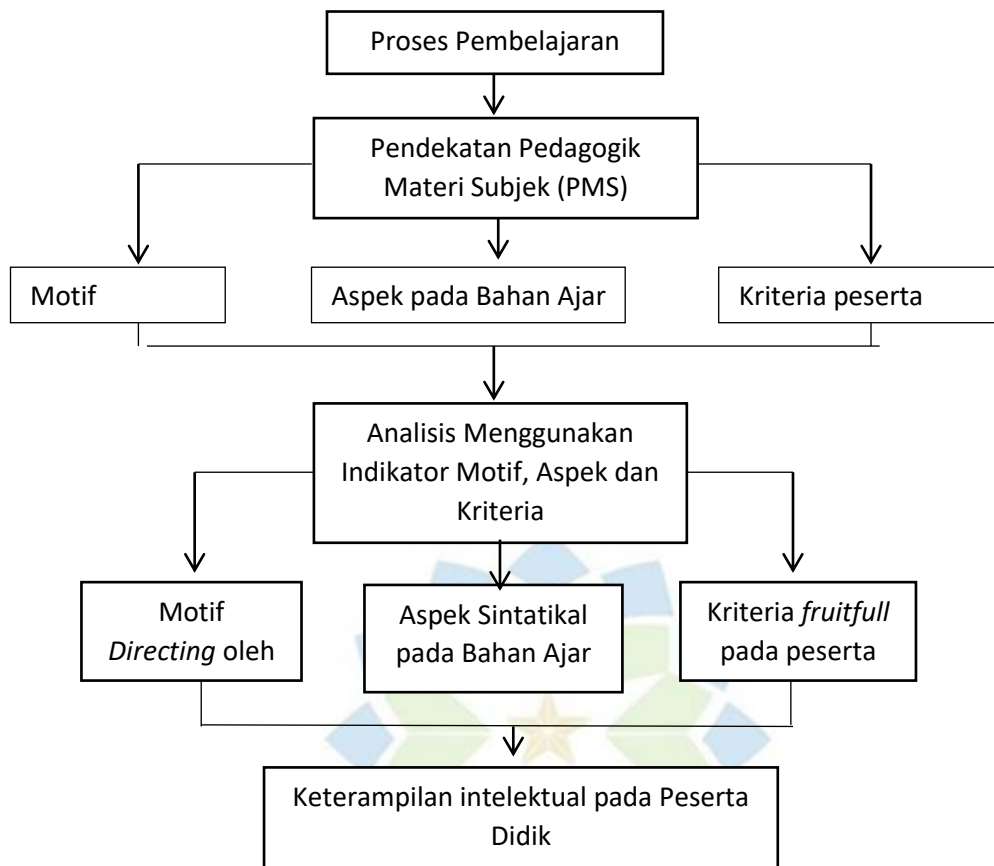 Proses Pembelajaran
Pendekatan Pedagogik
Materi Subjek (PMS)
Motif
Aspek pada Bahan Ajar
Kriteria peserta
Analisis Menggunakan
Indikator Motif, Aspek dan
Kriteria
Motif
Directing oleh
Aspek Sintatikal
pada Bahan Ajar
Kriteria fruitfull
pada peserta
Keterampilan intelektual pada Peserta
Didik